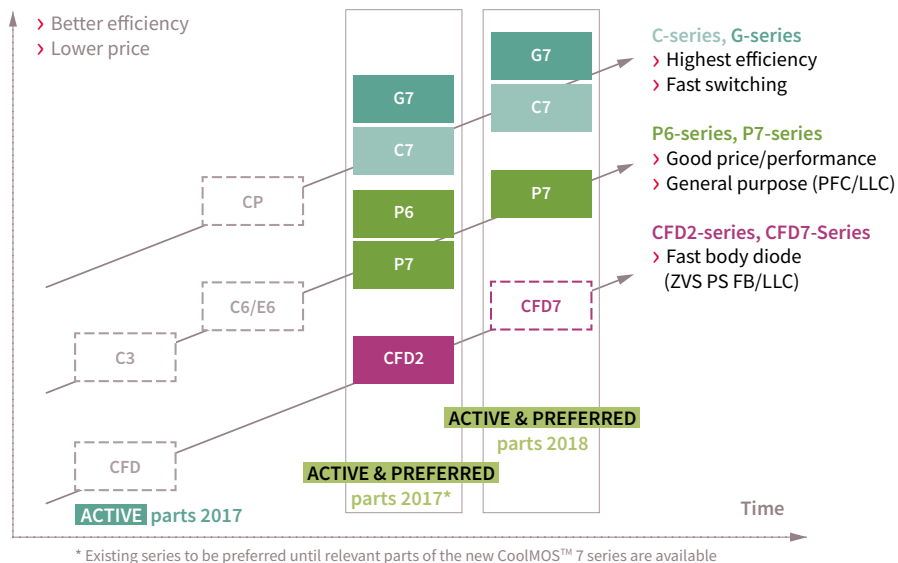 > Better efficiency
> Lower price
C-series, G-series
> Highest efficiency
> Fast switching
P6-series, P7-series
> Good price/performance
> General purpose (PFC/LLC)
CFD2-series, CFD7-Series
> Fast body diode
(ZVS PS FB/LLC)
G7
G7
C7
C7
CP
P6
P7
P7
C6/E6
CFD7
C3
CFD2
CFD
ACTIVE & PREFERRED
parts 2018
ACTIVE & PREFERRED
parts 2017*
ACTIVE parts 2017
Time
* Existing series to be preferred until relevant parts of the new CoolMOS™ 7 series are available